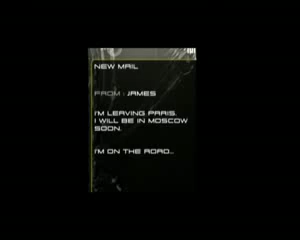 NEW MAIL
FROM : JAMES
I'M LEAVING PARIS.
I WILL BE IN MOSCOW
SOON.
I'M ON THE ROAD...